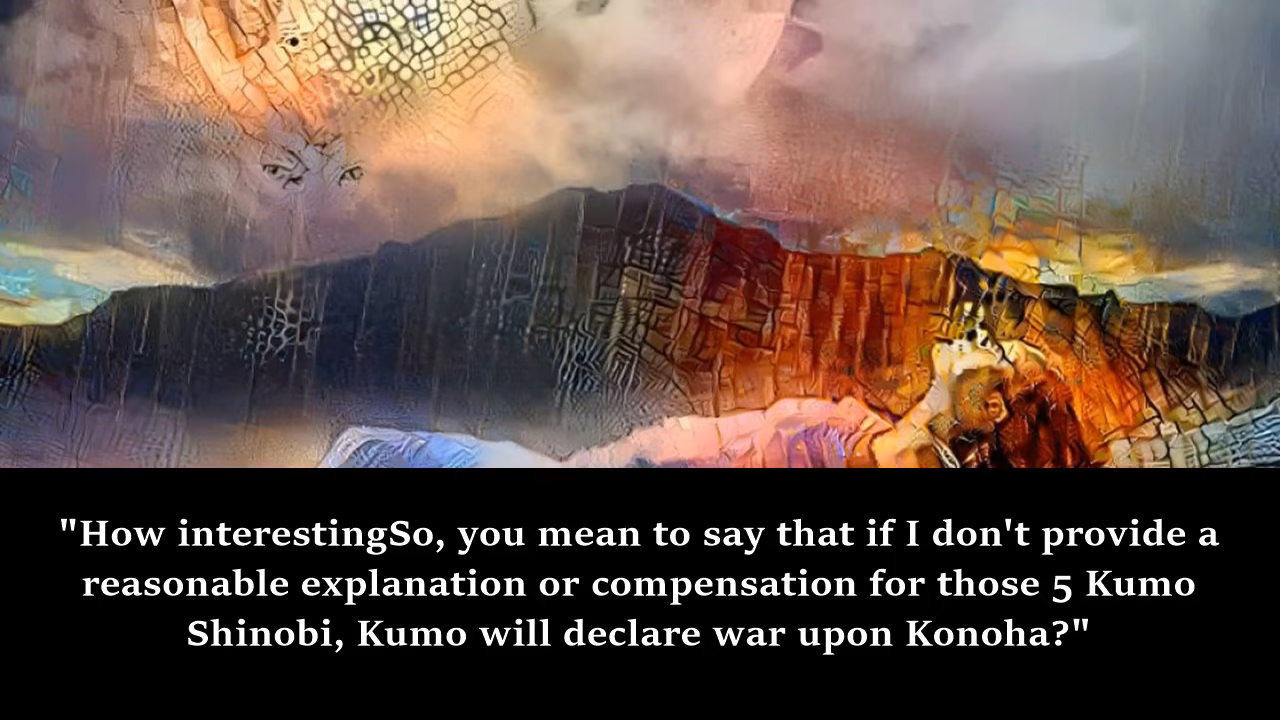 "How interestingSo, you mean to say that if I don't provide a
reasonable explanation or compensation for those 5 Kumo
Shinobi, Kumo will declare war upon Konoha?"